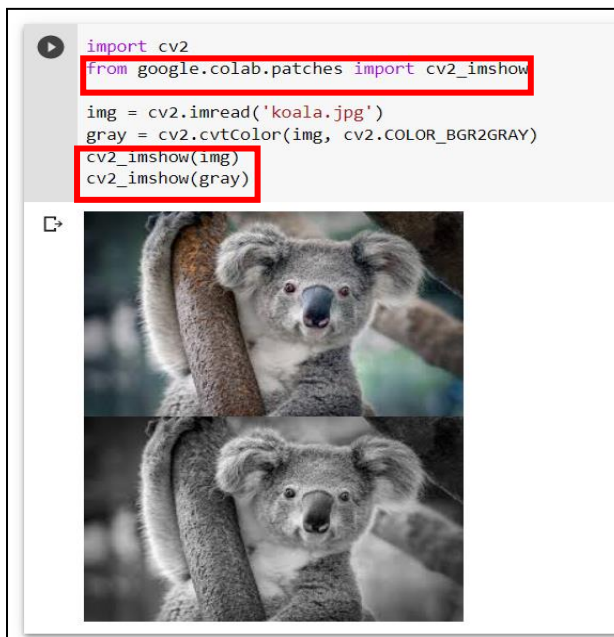 import cv2
from google.colab.patches import cv2_imshow
img = cv2.imread('koala.jpg')
gray = cv2.cvtColor(img, cv2.COLOR_BGR2GRAY)
cv2_imshow(img)
cv2_imshow(gray)